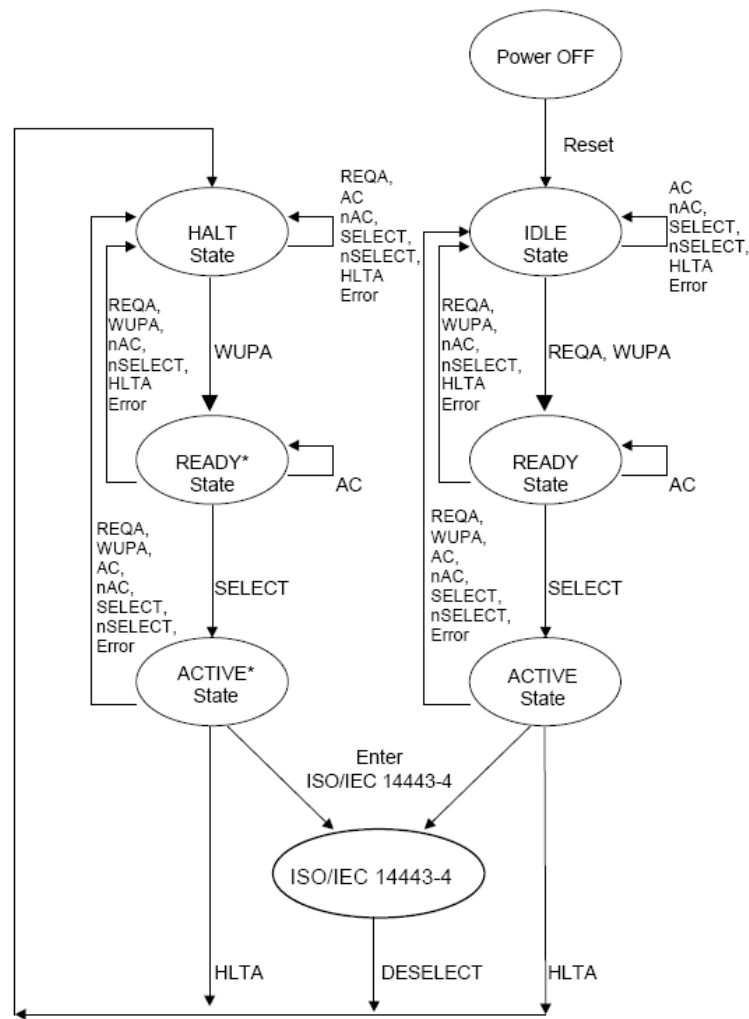 Power OFF
Reset
REQA,
AC
nAC,
SELECT,
nSELECT,
HLTA
Error
AC
nAC,
SELECT,
nSELECT,
HLTA
Error
HALT
State
IDLE
State
REQA,
WUPA,
nAC,
nSELECT,
HLTA
Error
WUPA
REQA,
WUPA,
nAC,
nSELECT,
HLTA
Error
REQA, WUPA
READY*
State
AC
READY
State
AC
REQA,
WUPA,
AC,
nAC,
SELECT,
nSELECT,
Error
SELECT
REQA,
WUPA,
AC,
nAC,
SELECT,
nSELECT,
Error
SELECT
ACTIVE*
State
ACTIVE
State
Enter
ISO/IEC 14443-4
ISO/IEC 14443-4
HLTA
DESELECT
HLTA